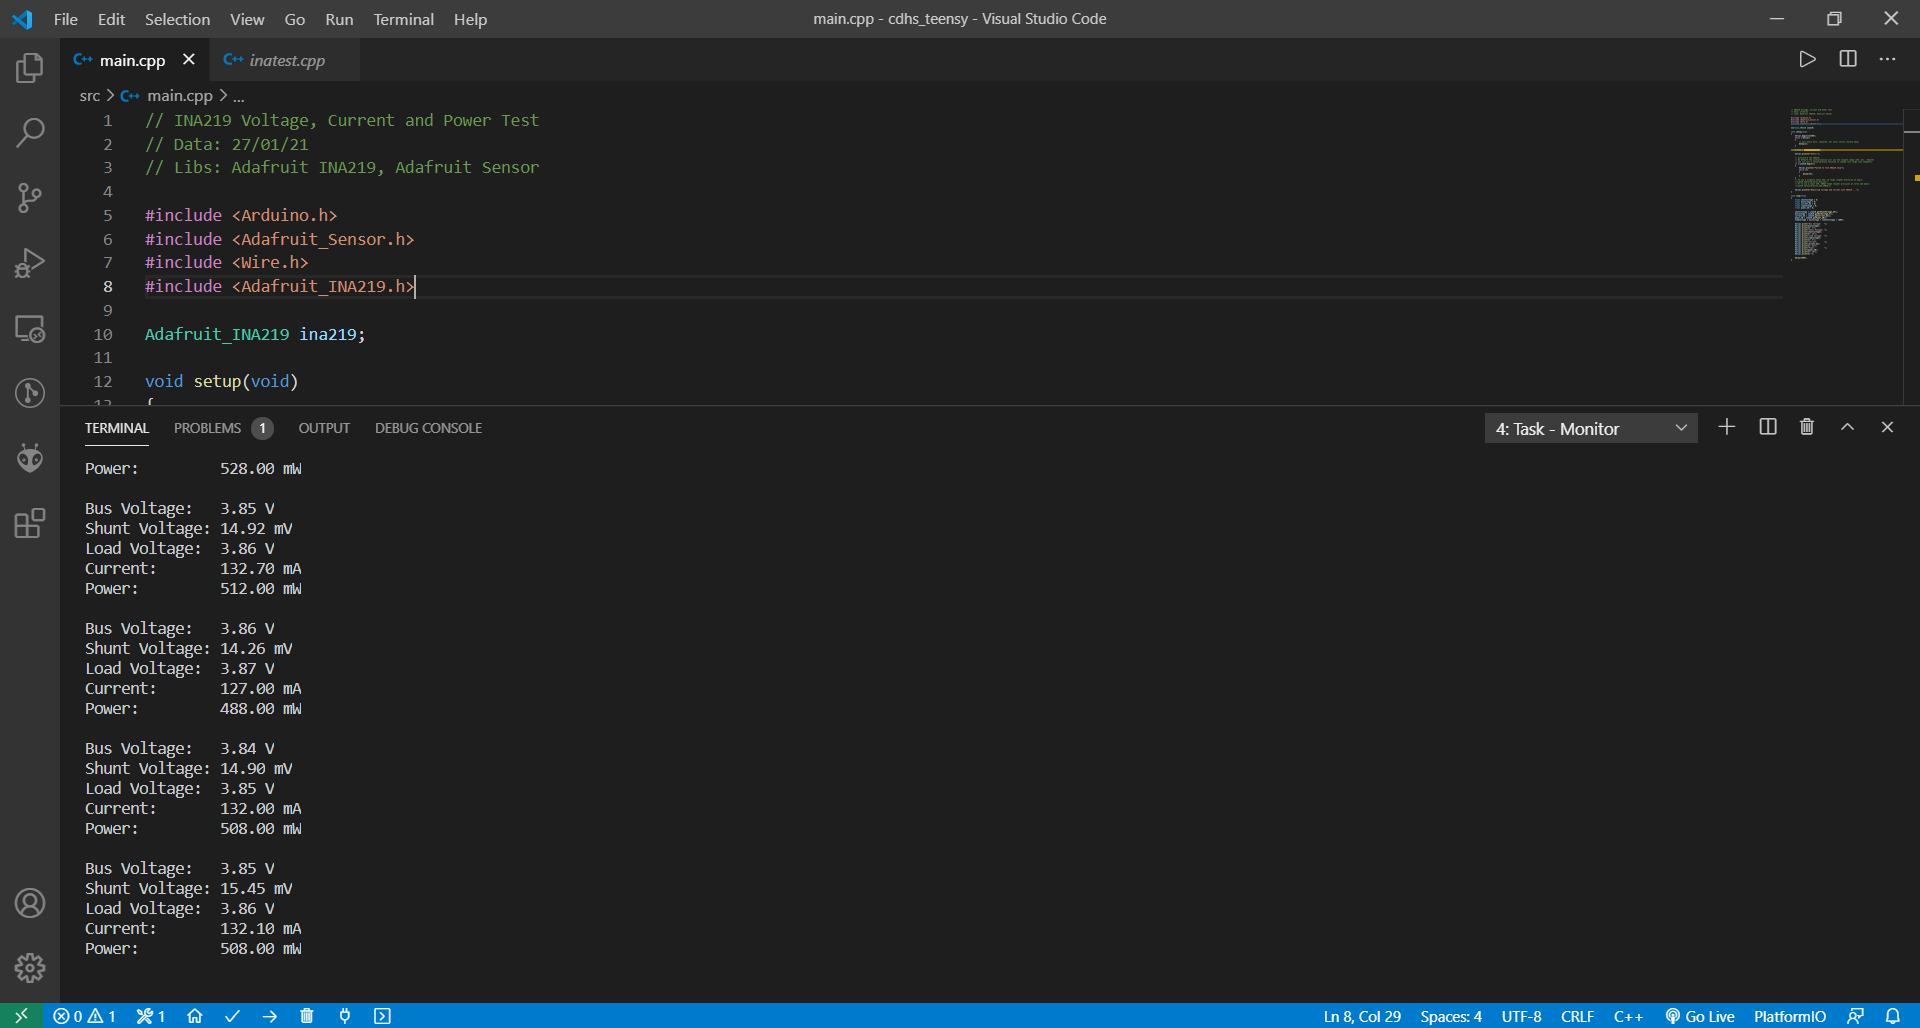 File Edit Selection View Go Run Terminal Help
main.cpp - cdhs_teensy - Visual Studio Code
main.cpp
inatest.cpp
src > main.cpp > ...
1 // INA219 Voltage, Current and Power Test
2 // Data: 27/01/21
3 // Libs: Adafruit INA219, Adafruit Sensor
4
5 #include <Arduino.h>
6 #include <Adafruit_Sensor.h>
7 #include <Wire.h>
8 #include <Adafruit_INA219.h>
9
10 Adafruit_INA219 ina219;
11
12 void setup(void)
13 {
TERMINAL PROBLEMS 1 OUTPUT DEBUG CONSOLE
4: Task - Monitor
Power: 528.00 mW
Bus Voltage: 3.85 V
Shunt Voltage: 14.92 mV
Load Voltage: 3.86 V
Current: 132.70 mA
Power: 512.00 mW
Bus Voltage: 3.86 V
Shunt Voltage: 14.26 mV
Load Voltage: 3.87 V
Current: 127.00 mA
Power: 488.00 mW
Bus Voltage: 3.84 V
Shunt Voltage: 14.90 mV
Load Voltage: 3.85 V
Current: 132.00 mA
Power: 508.00 mW
Bus Voltage: 3.85 V
Shunt Voltage: 15.45 mV
Load Voltage: 3.86 V
Current: 132.10 mA
Power: 508.00 mW
0 1 1 Ln 8, Col 29 Spaces: 4 UTF-8 CRLF C++ Go Live PlatformIO